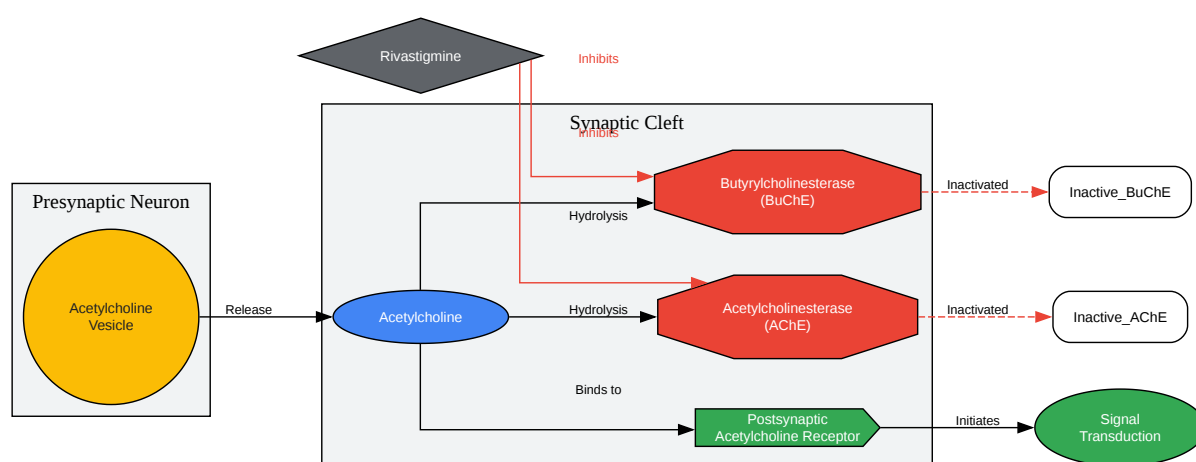 Rivastigmine
Inhibits
Synaptic Cleft
Inhibits
Butyrylcholinesterase
(BuChE)
Inactivated
Inactive_BuChE
Presynaptic Neuron
Hydrolysis
Acetylcholine
Vesicle
Release
Acetylcholine
Hydrolysis
Acetylcholinesterase
(AChE)
Inactivated
Inactive_AChE
Binds to
Postsynaptic
Acetylcholine Receptor
Initiates
Signal
Transduction